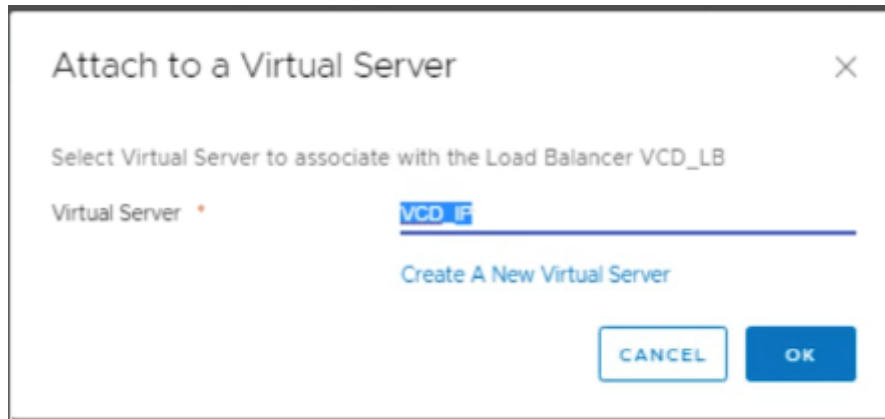 Attach to a Virtual Server
Select Virtual Server to associate with the Load Balancer VCD_LB
Virtual Server *
VCD_IP
Create A New Virtual Server
CANCEL
OK